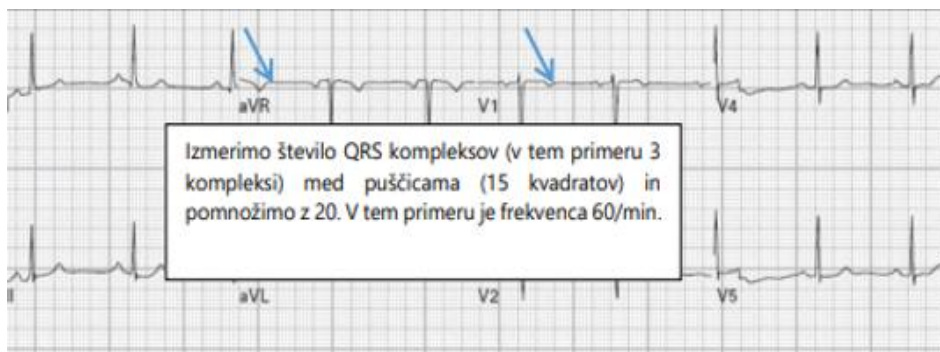 aVR
V1
V4
Izmerimo število QRS kompleksov (v tem primeru 3
kompleksi) med puščicama (15 kvadratov) in
pomnožimo z 20. V tem primeru je frekvenca 60/min.
II
aVL
V2
V5